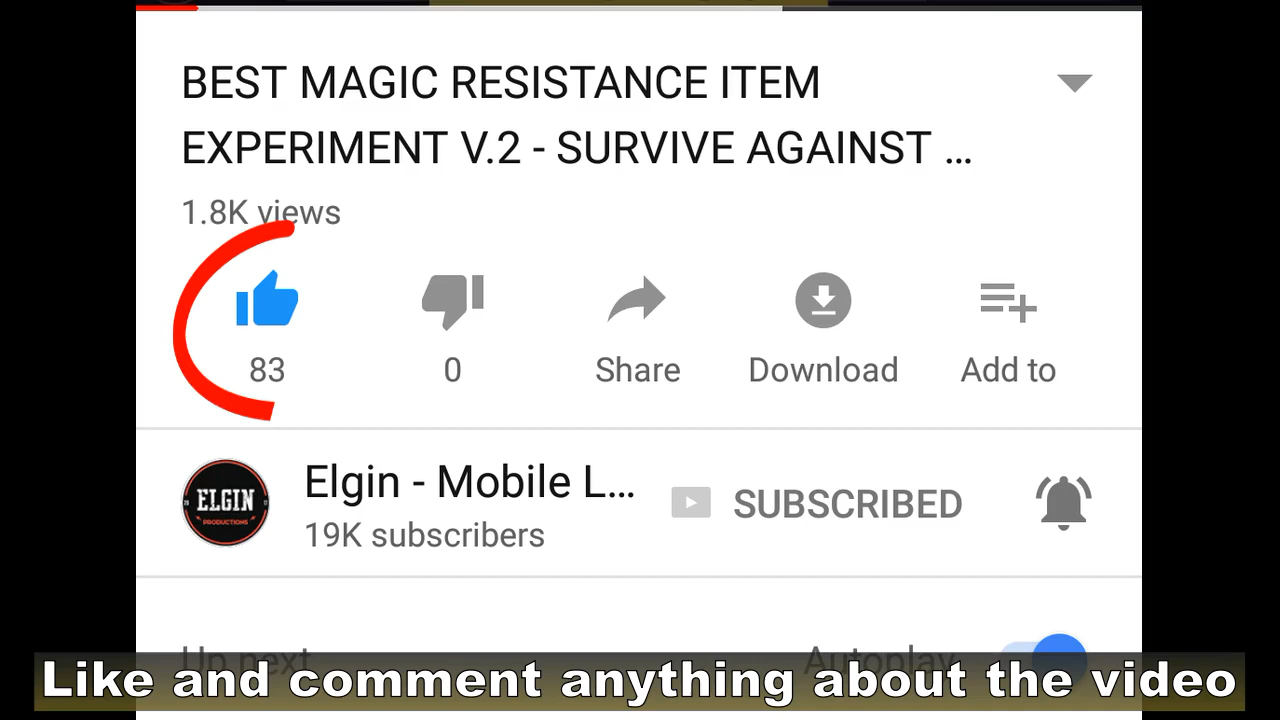 BEST MAGIC RESISTANCE ITEM
EXPERIMENT V.2 - SURVIVE AGAINST ...
1.8K views
83
0
Share
Download
Add to
ELGIN
PRODUCTIONS
Elgin - Mobile L...
19K subscribers
SUBSCRIBED
Up next
Autoplay
Like and comment anything about the video